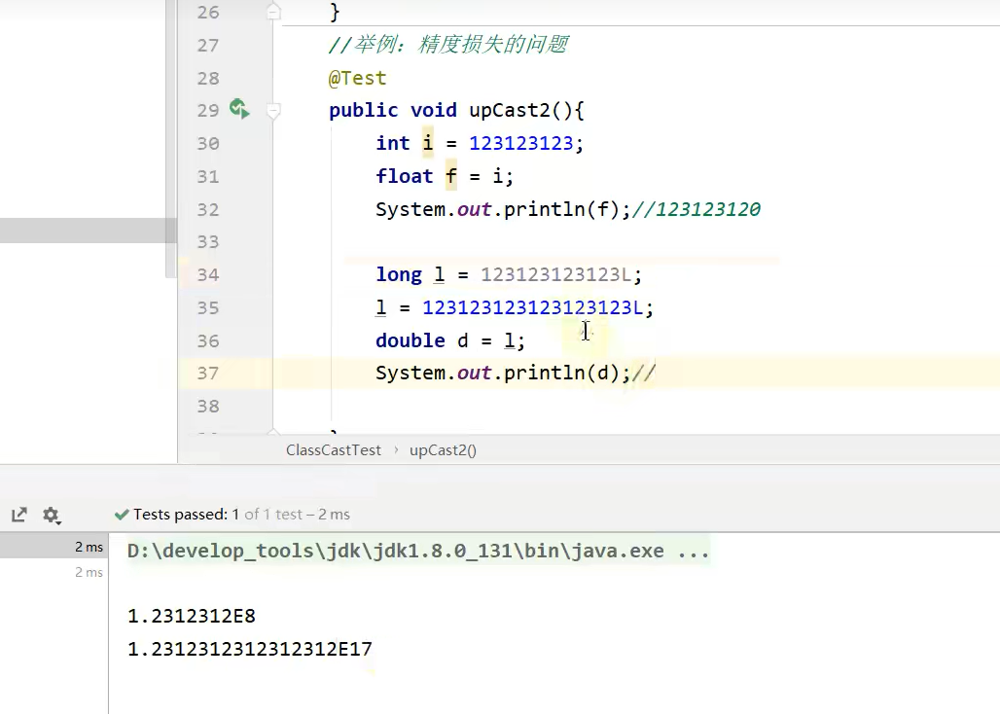 26 }
27 //举例：精度损失的问题
28 @Test
29 public void upCast2(){
30 int i = 123123123;
31 float f = i;
32 System.out.println(f);//123123120
33
34 long l = 123123123123L;
35 l = 123123123123123123L;
36 double d = l;
37 System.out.println(d);//
38
ClassCastTest › upCast2()
Tests passed: 1 of 1 test – 2 ms
2 ms D:\develop_tools\jdk\jdk1.8.0_131\bin\java.exe ...
2 ms
1.2312312E8
1.2312312312312312E17